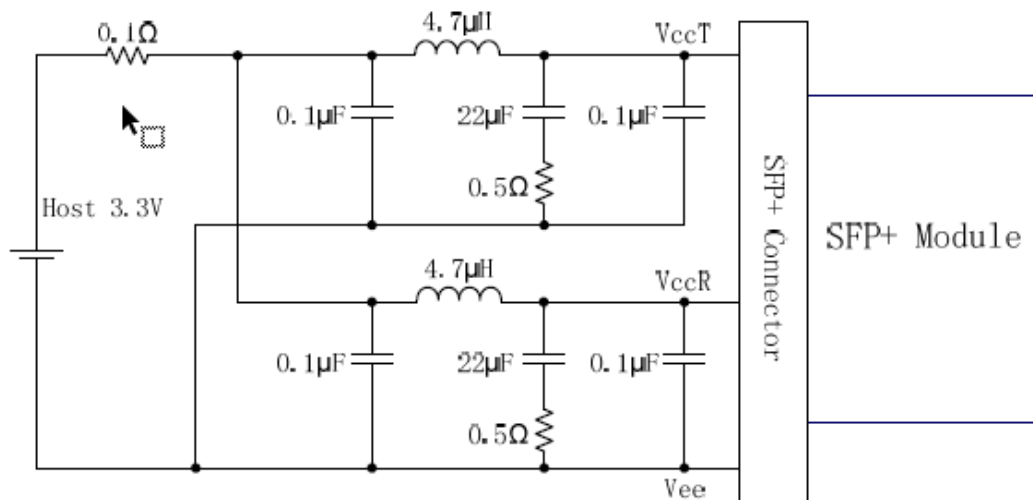 4.7µH
0.1Ω
VccT
0.1µF
22µF
0.1µF
0.5Ω
Host 3.3V
SFP+ Connector
SFP+ Module
4.7µH
VccR
0.1µF
22µF
0.1µF
0.5Ω
Vee